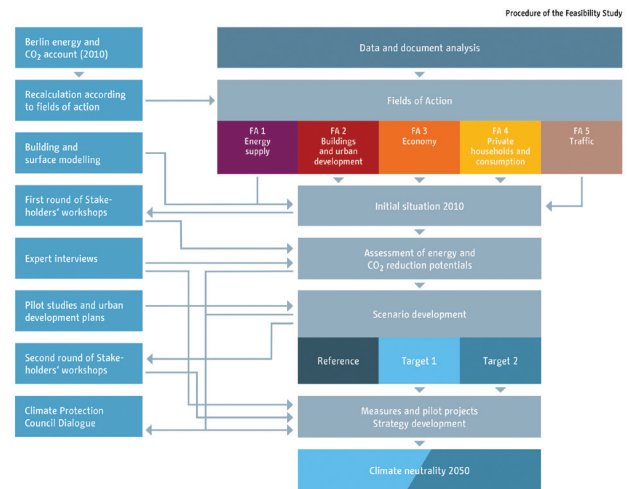 Procedure of the Feasibility Study
Berlin energy and
CO₂ account (2010)
Data and document analysis
Recalculation according
to fields of action
Fields of Action
FA 1
Energy
supply
FA 2
Buildings
and urban
development
FA 3
Economy
FA 4
Private
households and
consumption
FA 5
Traffic
Building and
surface modelling
First round of Stake-
holders' workshops
Initial situation 2010
Expert interviews
Assessment of energy and
CO₂ reduction potentials
Pilot studies and urban
development plans
Scenario development
Second round of Stake-
holders' workshops
Reference
Target 1
Target 2
Climate Protection
Council Dialogue
Measures and pilot projects
Strategy development
Climate neutrality 2050